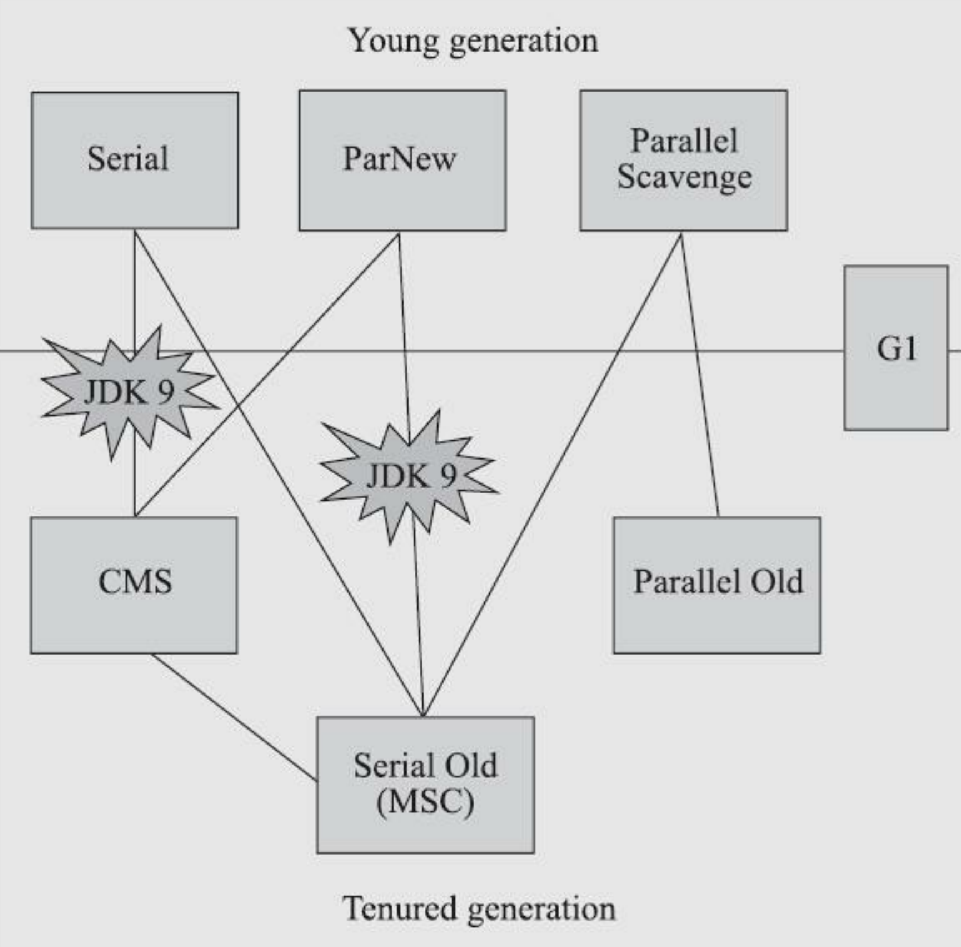 Young generation
Serial
ParNew
Parallel
Scavenge
G1
JDK 9
JDK 9
CMS
Parallel Old
Serial Old
(MSC)
Tenured generation